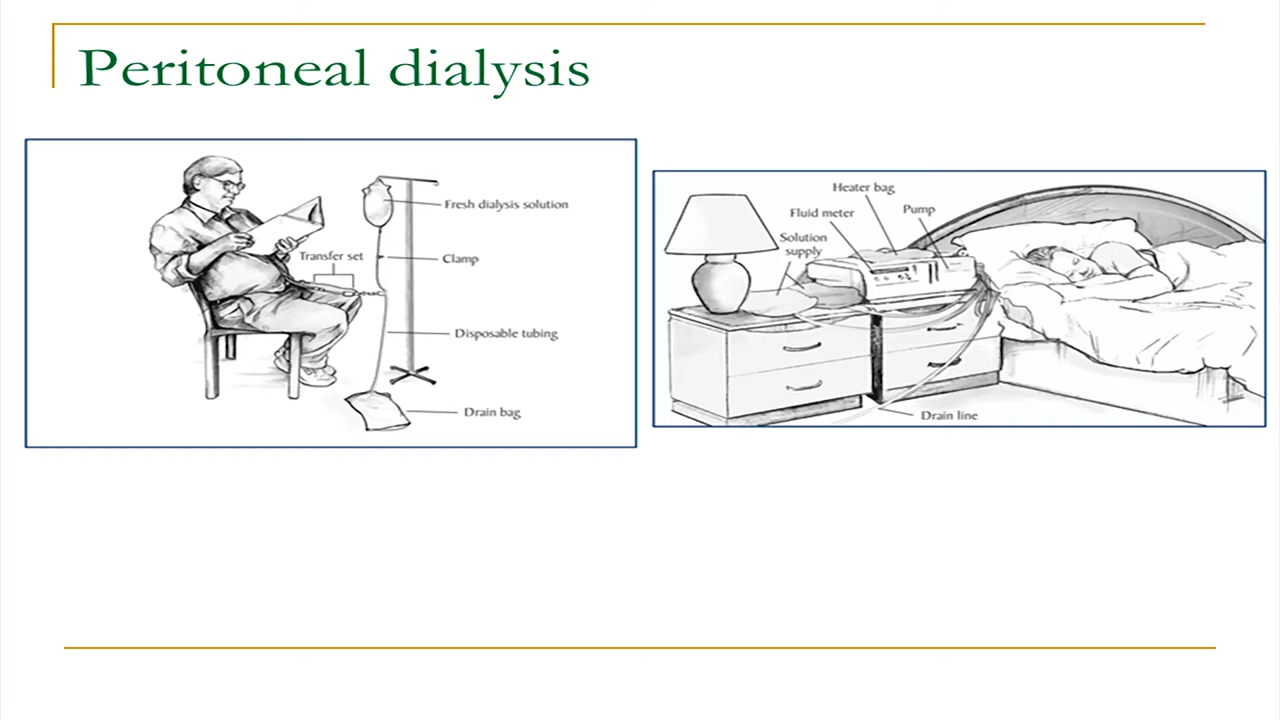 Peritoneal dialysis
Fresh dialysis solution
Transfer set
Clamp
Disposable tubing
Drain bag
Heater bag
Fluid meter
Pump
Solution
supply
Drain line